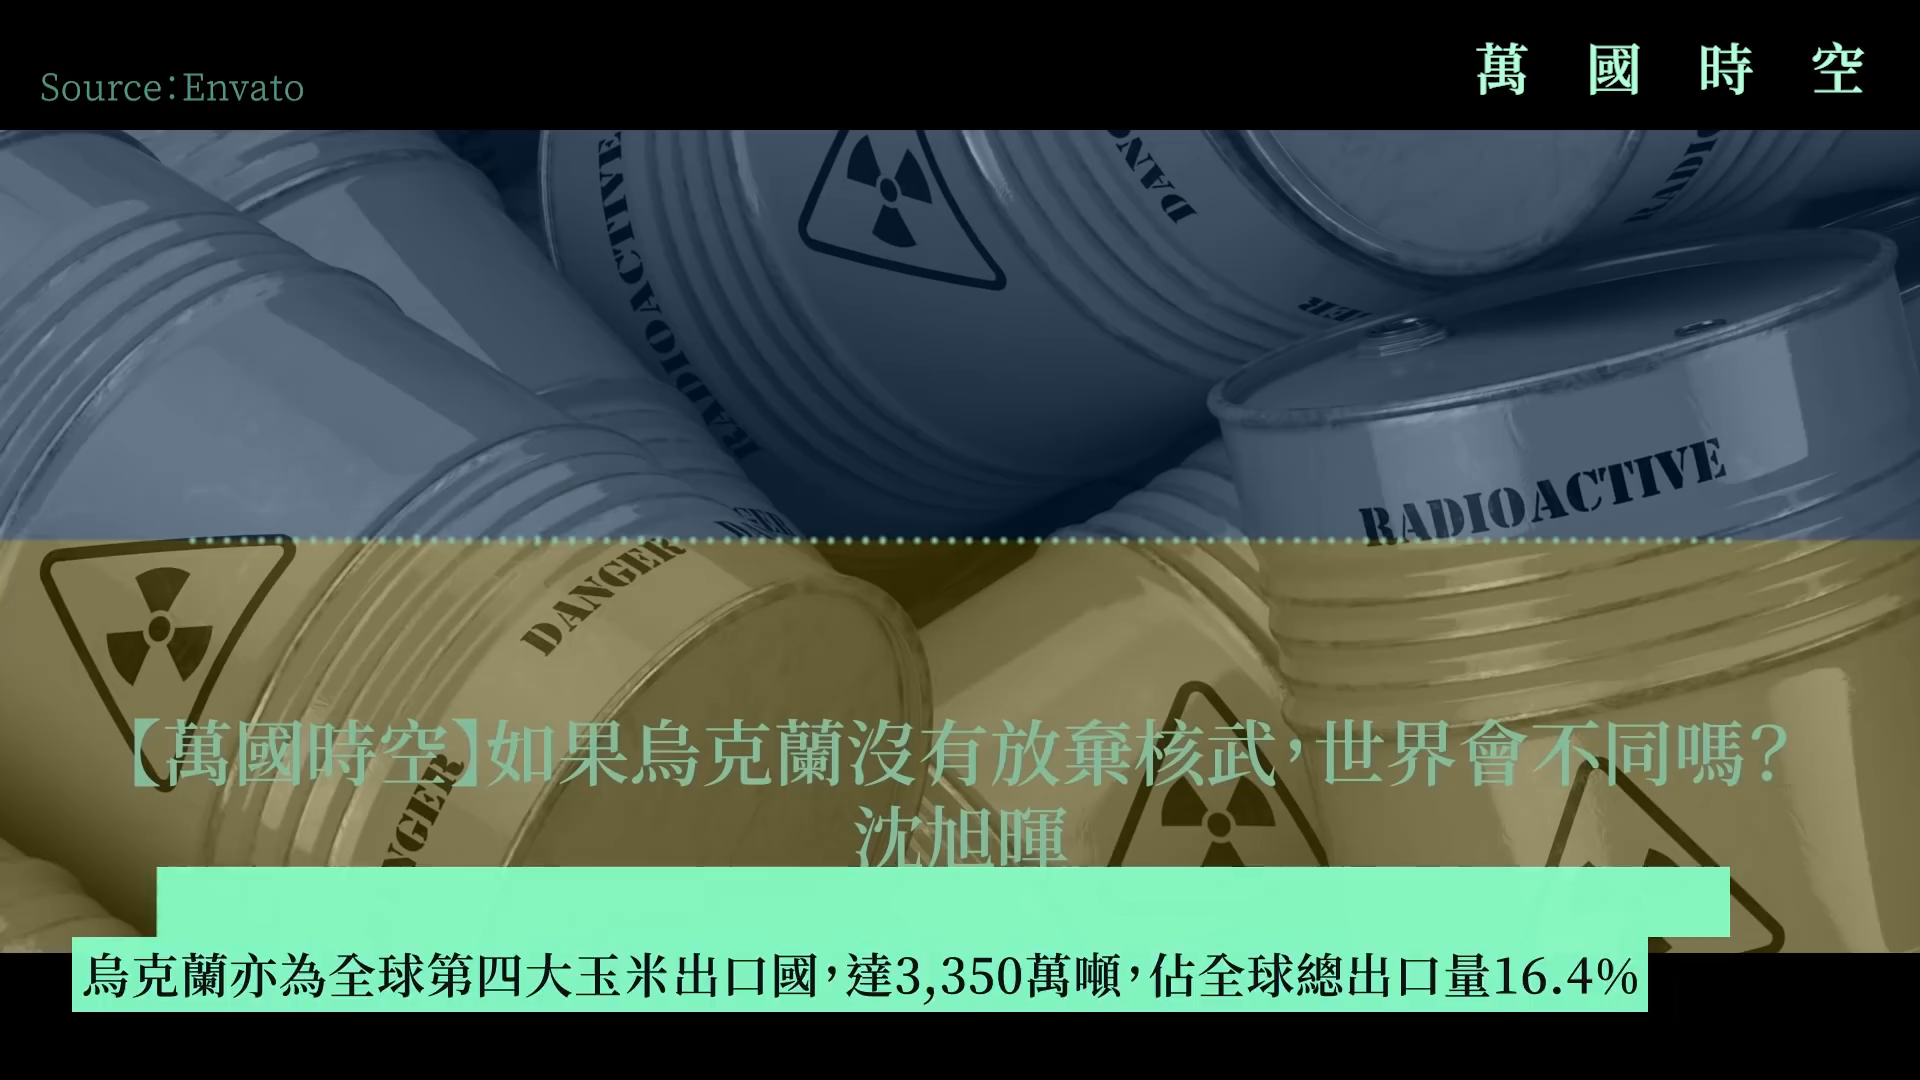 萬國時空
Source:Envato
RADIOACTIVE
DANG
RADIO
RADIOACTIVE
DANGER
DANGER
NGER
【萬國時空】如果烏克蘭沒有放棄核武，世界會不同嗎？
沈旭暉
烏克蘭亦為全球第四大玉米出口國，達3,350萬噸，佔全球總出口量16.4%